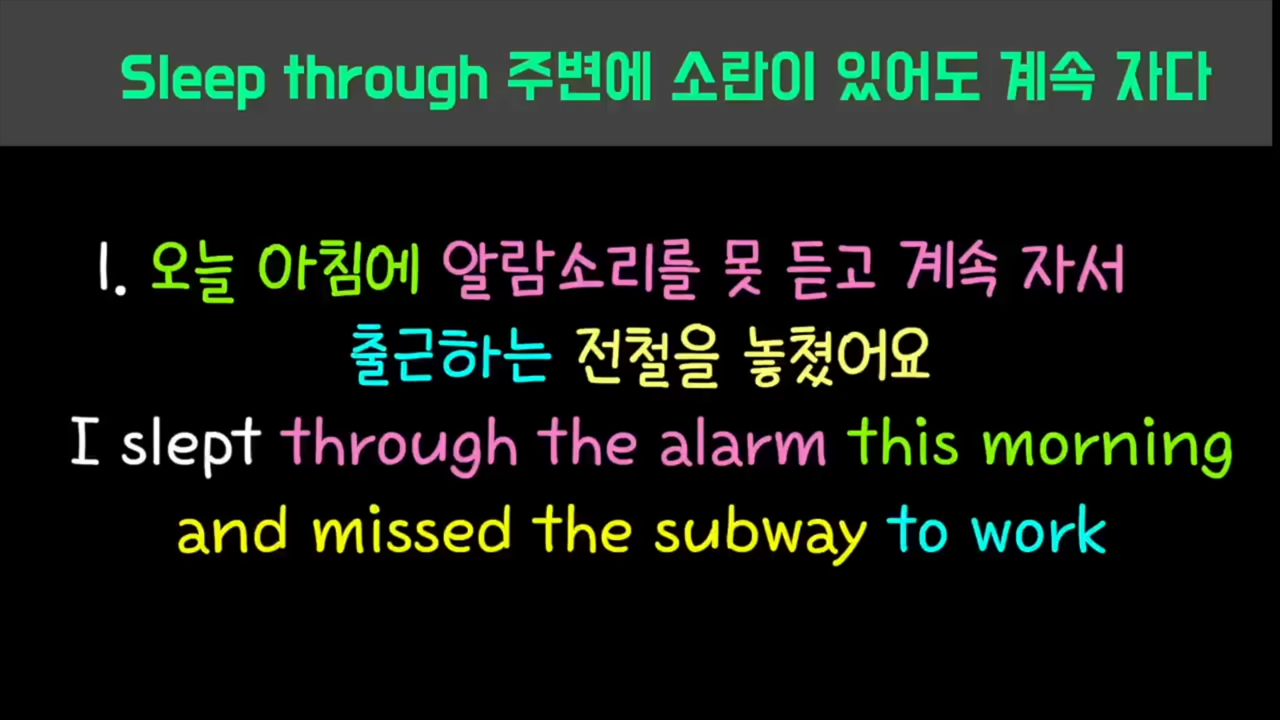 Sleep through 주변에 소란이 있어도 계속 자다
1. 오늘 아침에 알람소리를 못 듣고 계속 자서
출근하는 전철을 놓쳤어요
I slept through the alarm this morning
and missed the subway to work